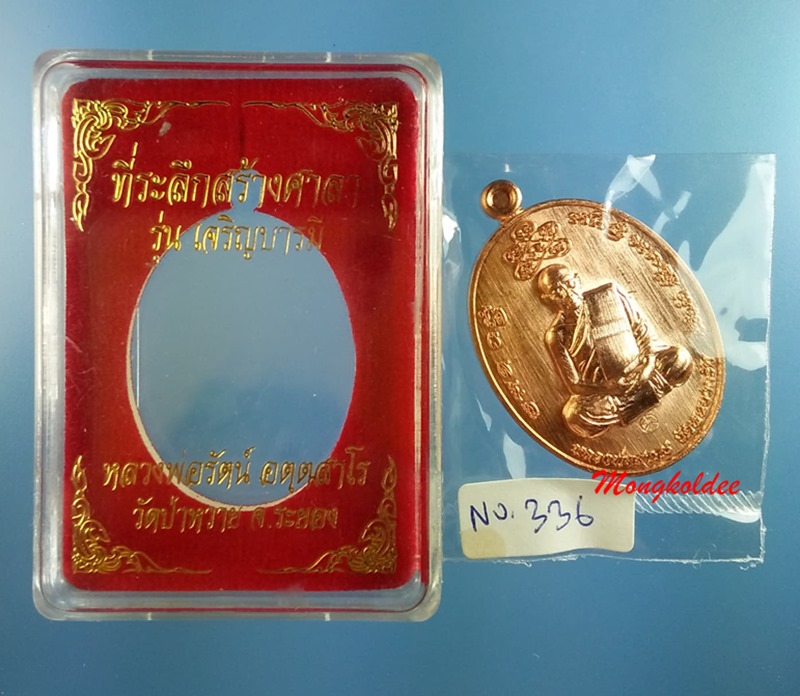 ที่ระลึกสร้างศาลา
รุ่น เจริญบารมี
หลวงพ่อรัตน์ อตฺตสาโร
วัดป่าหวาย จ.ระยอง
Mongkoldee
NO. 336